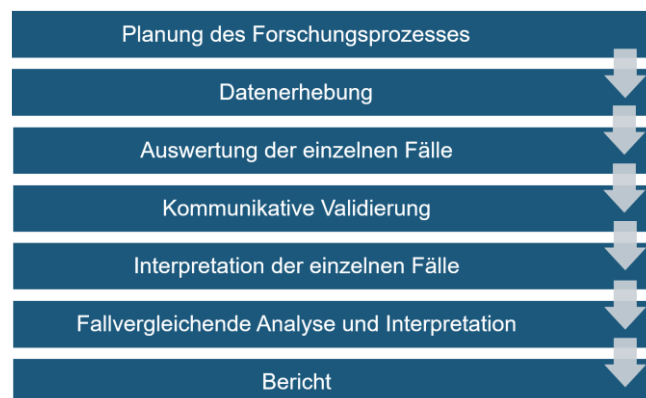 Planung des Forschungsprozesses
Datenerhebung
Auswertung der einzelnen Fälle
Kommunikative Validierung
Interpretation der einzelnen Fälle
Fallvergleichende Analyse und Interpretation
Bericht